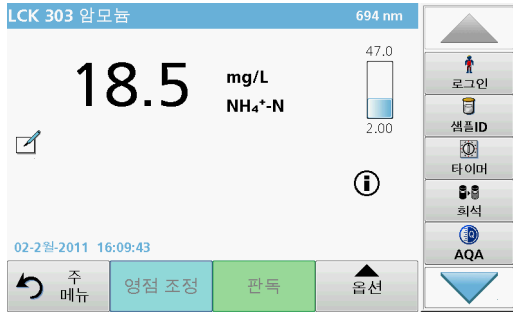 LCK 303 암모늄 694 nm
18.5 mg/L
NH₄⁺-N
47.0
2.00
02-2월-2011 16:09:43
주
메뉴
영점 조정
판독
옵션
로그인
샘플ID
타이머
희석
AQA